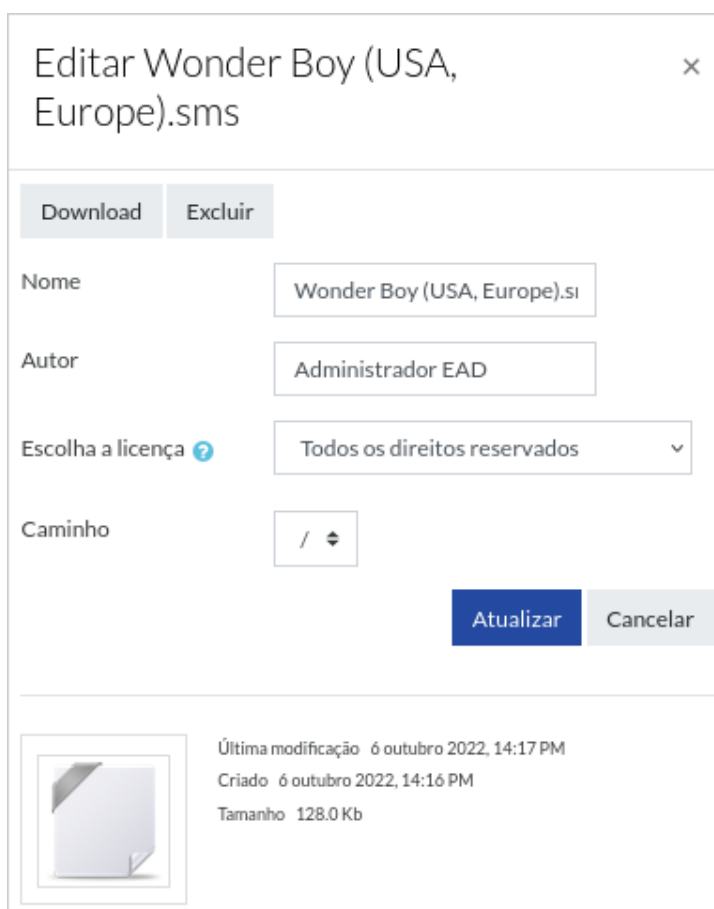 Editar Wonder Boy (USA,
Europe).sms
×
Download Excluir
Nome Wonder Boy (USA, Europe).sı
Autor Administrador EAD
Escolha a licença ? Todos os direitos reservados
Caminho /
Atualizar Cancelar
Última modificação 6 outubro 2022, 14:17 PM
Criado 6 outubro 2022, 14:16 PM
Tamanho 128.0 Kb